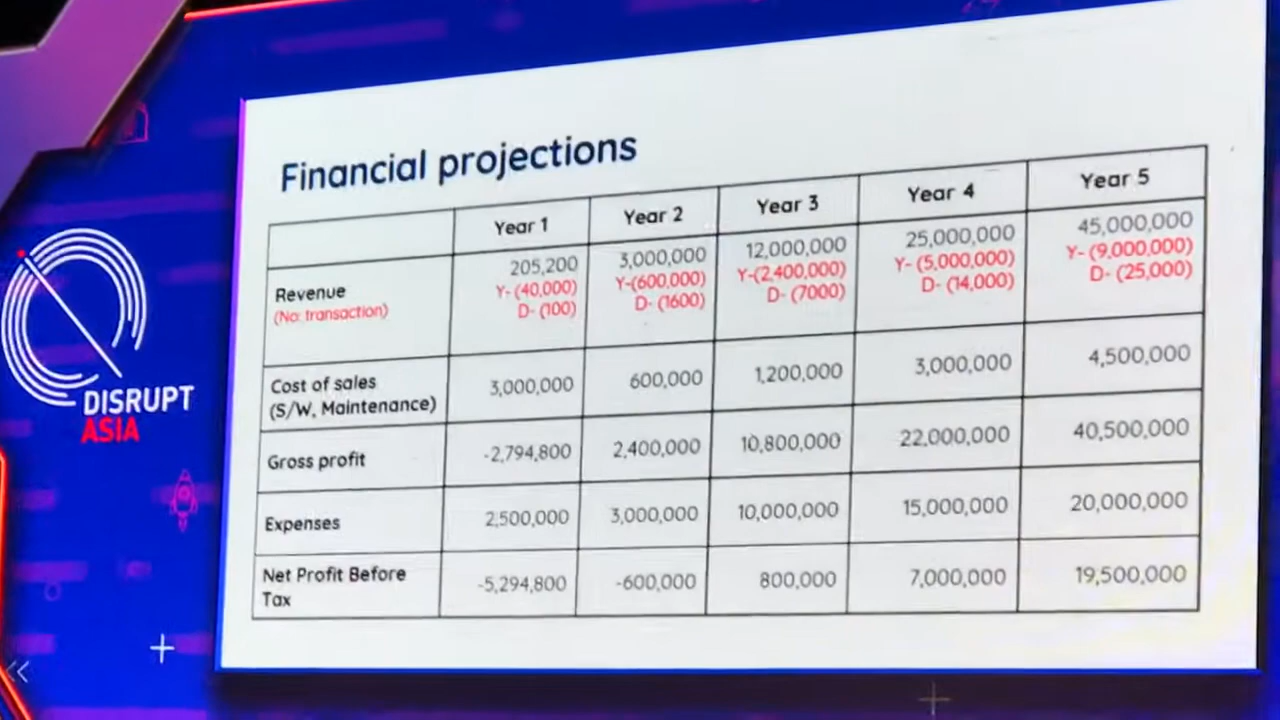 Financial projections
Year 1 Year 2 Year 3 Year 4 Year 5
Revenue 205,200 3,000,000 12,000,000 25,000,000 45,000,000
(No: transaction) Y- (40,000) Y-(600,000) Y-(2,400,000) Y- (5,000,000) Y- (9,000,000)
D- (100) D- (1600) D- (7000) D- (14,000) D- (25,000)
Cost of sales
(S/W, Maintenance) 3,000,000 600,000 1,200,000 3,000,000 4,500,000
Gross profit -2,794,800 2,400,000 10,800,000 22,000,000 40,500,000
Expenses 2,500,000 3,000,000 10,000,000 15,000,000 20,000,000
Net Profit Before
Tax -5,294,800 -600,000 800,000 7,000,000 19,500,000
DISRUPT
ASIA